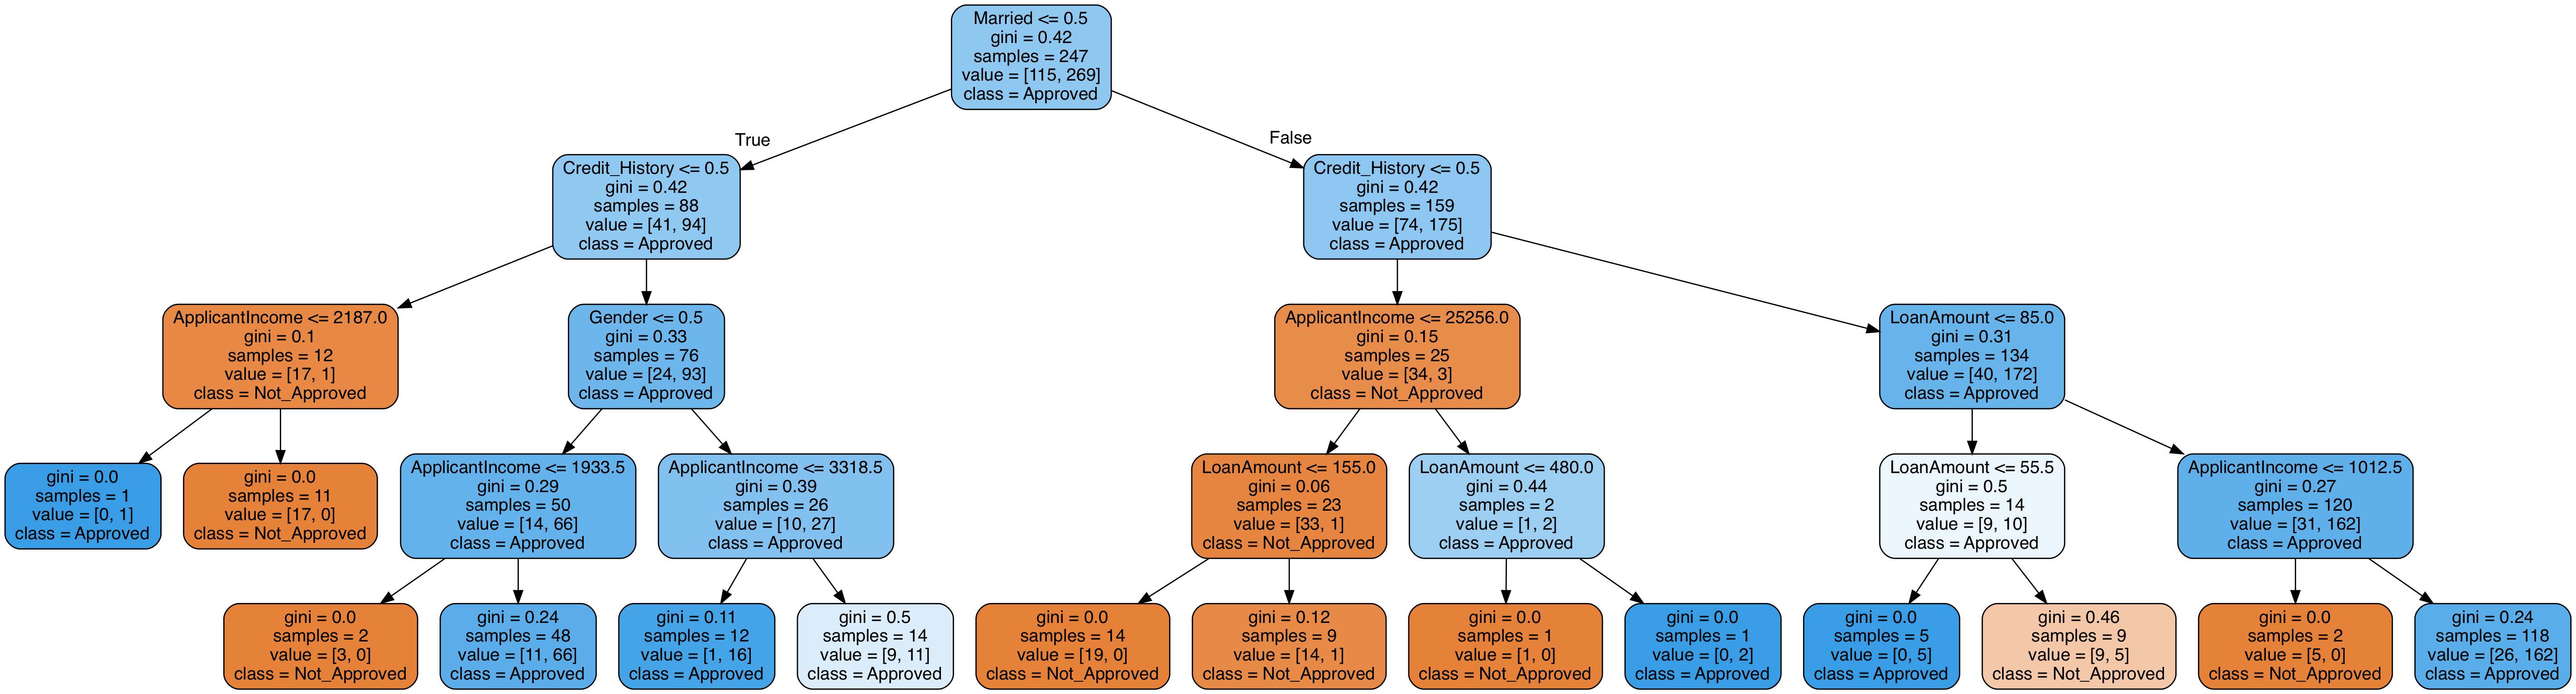 Married <= 0.5
gini = 0.42
samples = 247
value = [115, 269]
class = Approved
True
False
Credit_History <= 0.5
gini = 0.42
samples = 88
value = [41, 94]
class = Approved
Credit_History <= 0.5
gini = 0.42
samples = 159
value = [74, 175]
class = Approved
ApplicantIncome <= 2187.0
gini = 0.1
samples = 12
value = [17, 1]
class = Not_Approved
Gender <= 0.5
gini = 0.33
samples = 76
value = [24, 93]
class = Approved
ApplicantIncome <= 25256.0
gini = 0.15
samples = 25
value = [34, 3]
class = Not_Approved
LoanAmount <= 85.0
gini = 0.31
samples = 134
value = [40, 172]
class = Approved
gini = 0.0
samples = 1
value = [0, 1]
class = Approved
gini = 0.0
samples = 11
value = [17, 0]
class = Not_Approved
ApplicantIncome <= 1933.5
gini = 0.29
samples = 50
value = [14, 66]
class = Approved
ApplicantIncome <= 3318.5
gini = 0.39
samples = 26
value = [10, 27]
class = Approved
LoanAmount <= 155.0
gini = 0.06
samples = 23
value = [33, 1]
class = Not_Approved
LoanAmount <= 480.0
gini = 0.44
samples = 2
value = [1, 2]
class = Approved
LoanAmount <= 55.5
gini = 0.5
samples = 14
value = [9, 10]
class = Approved
ApplicantIncome <= 1012.5
gini = 0.27
samples = 120
value = [31, 162]
class = Approved
gini = 0.0
samples = 2
value = [3, 0]
class = Not_Approved
gini = 0.24
samples = 48
value = [11, 66]
class = Approved
gini = 0.11
samples = 12
value = [1, 16]
class = Approved
gini = 0.5
samples = 14
value = [9, 11]
class = Approved
gini = 0.0
samples = 14
value = [19, 0]
class = Not_Approved
gini = 0.12
samples = 9
value = [14, 1]
class = Not_Approved
gini = 0.0
samples = 1
value = [1, 0]
class = Not_Approved
gini = 0.0
samples = 1
value = [0, 2]
class = Approved
gini = 0.0
samples = 5
value = [0, 5]
class = Approved
gini = 0.46
samples = 9
value = [9, 5]
class = Not_Approved
gini = 0.0
samples = 2
value = [5, 0]
class = Not_Approved
gini = 0.24
samples = 118
value = [26, 162]
class = Approved